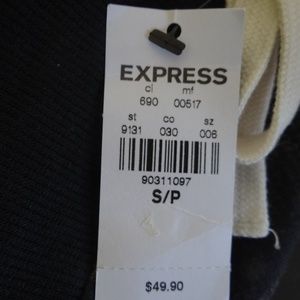 EXPRESS
cl mf
690 00517
st co sz
9131 030 006
90311097
S/P
$49.90